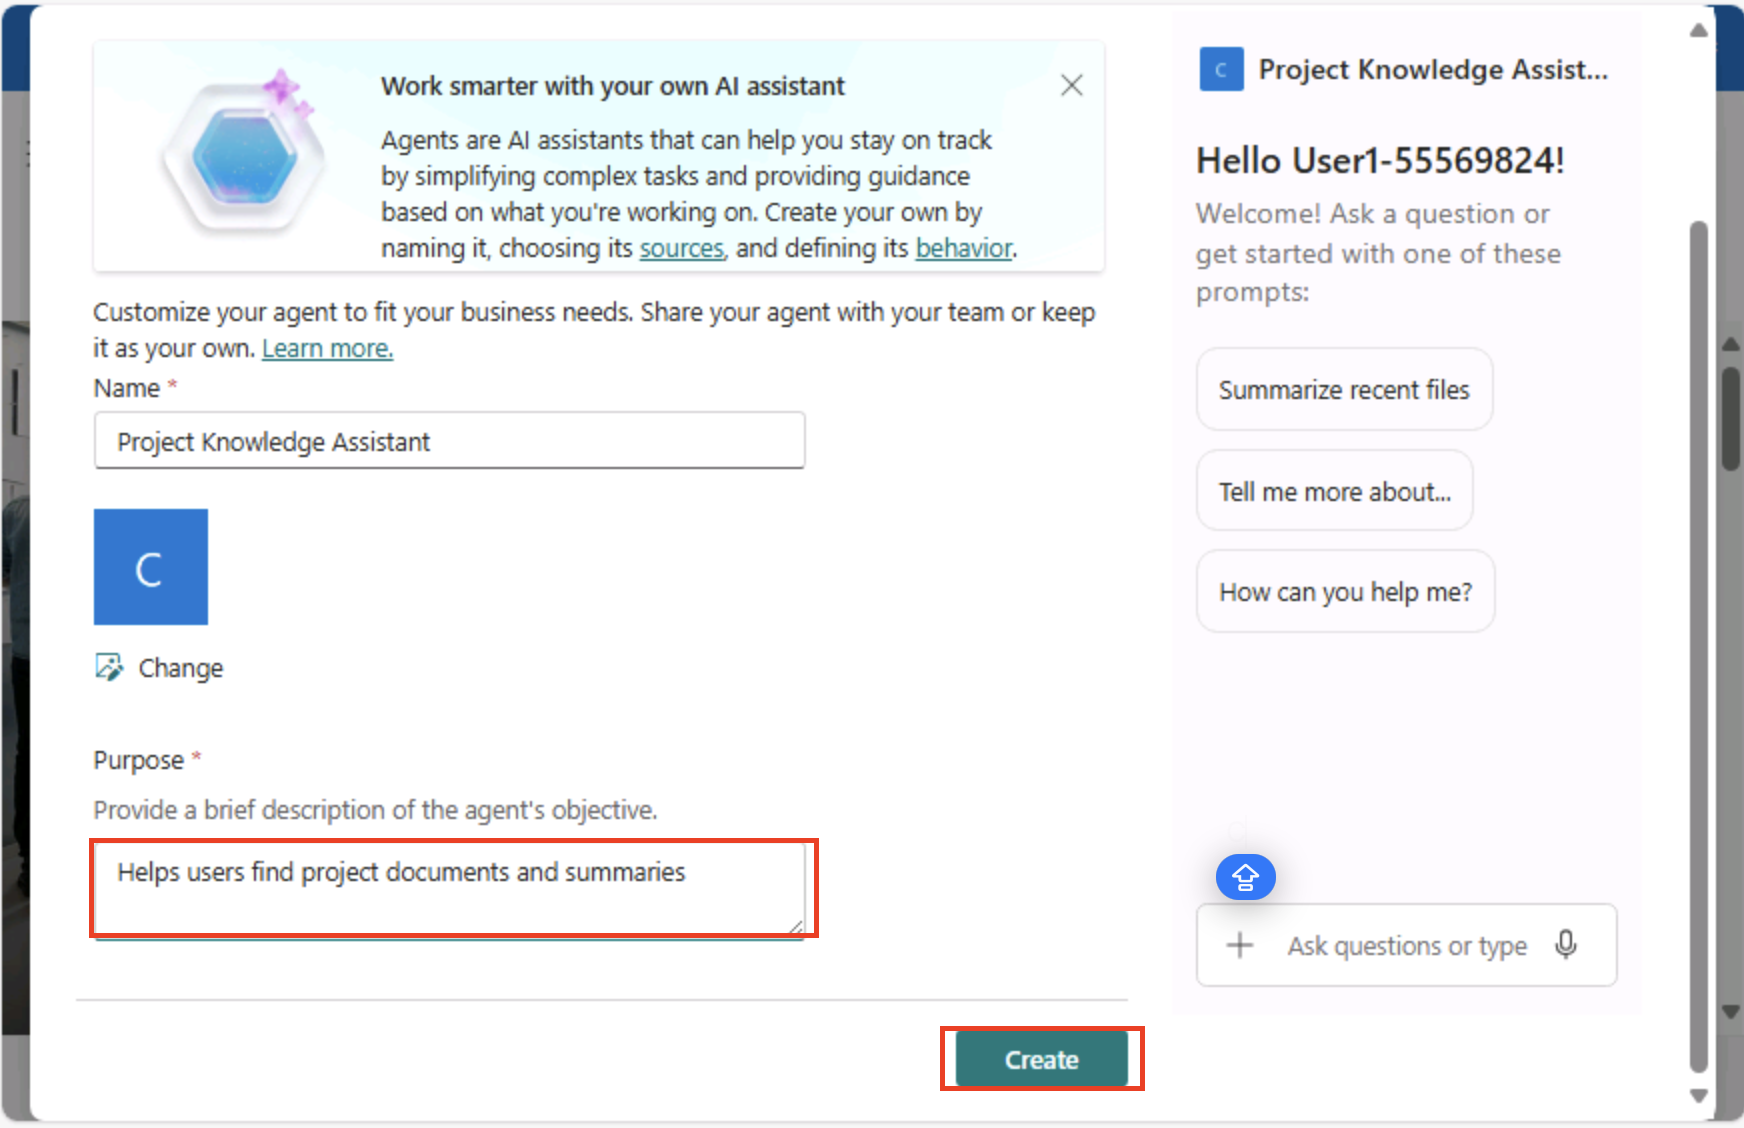 Work smarter with your own AI assistant
Agents are AI assistants that can help you stay on track
by simplifying complex tasks and providing guidance
based on what you're working on. Create your own by
naming it, choosing its sources, and defining its behavior.
Customize your agent to fit your business needs. Share your agent with your team or keep
it as your own. Learn more.
Name *
Project Knowledge Assistant
C
Change
Purpose *
Provide a brief description of the agent's objective.
Helps users find project documents and summaries
Create
C Project Knowledge Assist...
Hello User1-55569824!
Welcome! Ask a question or
get started with one of these
prompts:
Summarize recent files
Tell me more about...
How can you help me?
Ask questions or type